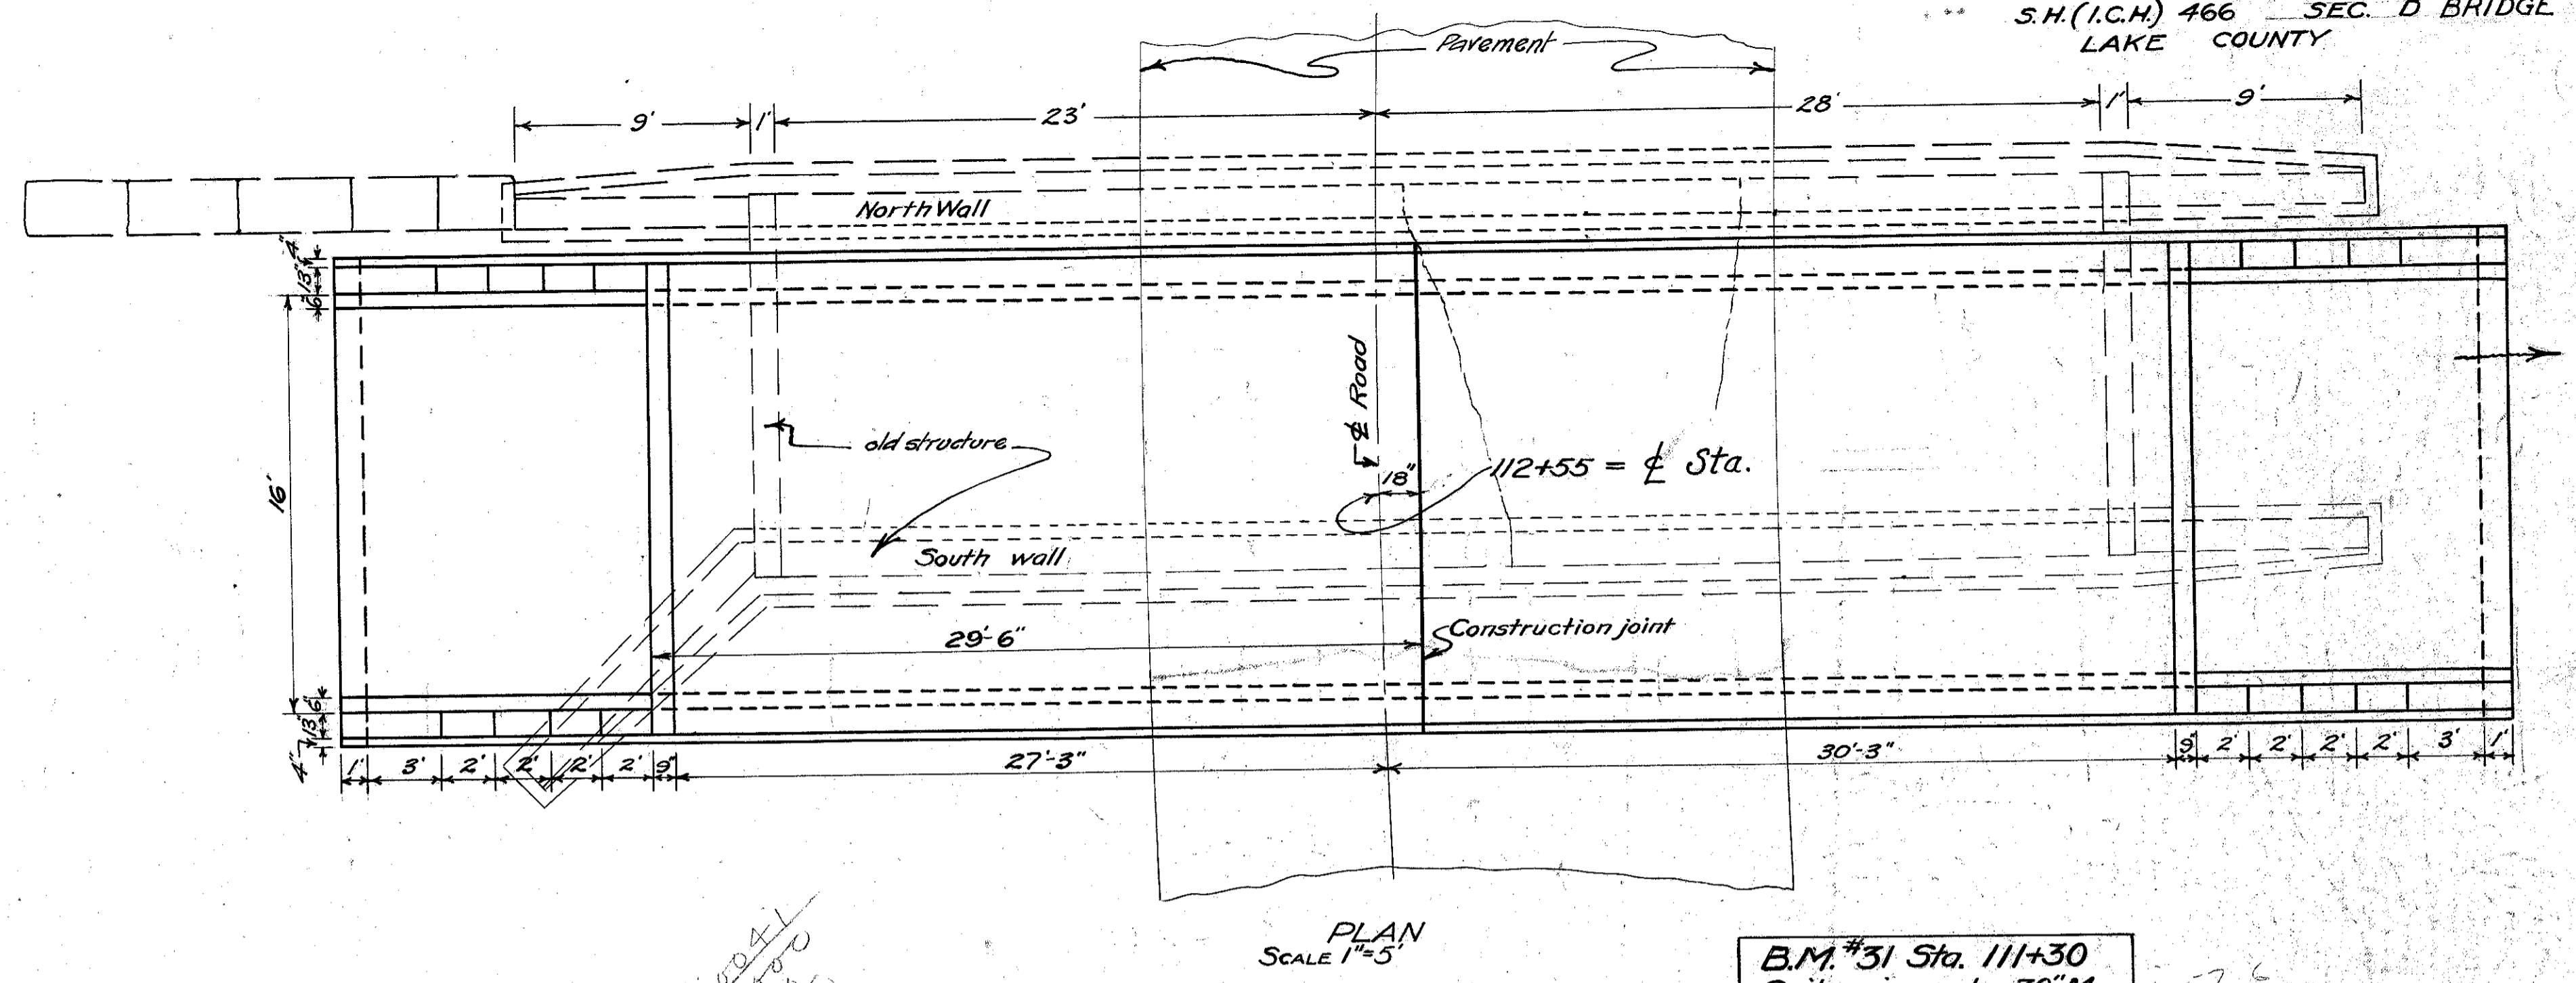 S.H.(I.C.H.) 466 SEC. D BRIDGE
LAKE COUNTY
Pavement
9' 1' 23' 28' 1' 9'
North Wall
4" 13" 6"
16'
old structure
℄ Road
18"
112+55 = ℄ Sta.
South wall
29'-6"
Construction joint
6" 13" 4"
1' 3' 2' 2' 2' 2' 9" 27'-3" 30'-3" 9" 2' 2' 2' 2' 3' 1'
PLAN
SCALE 1"=5'
B.M. #31 Sta. 111+30